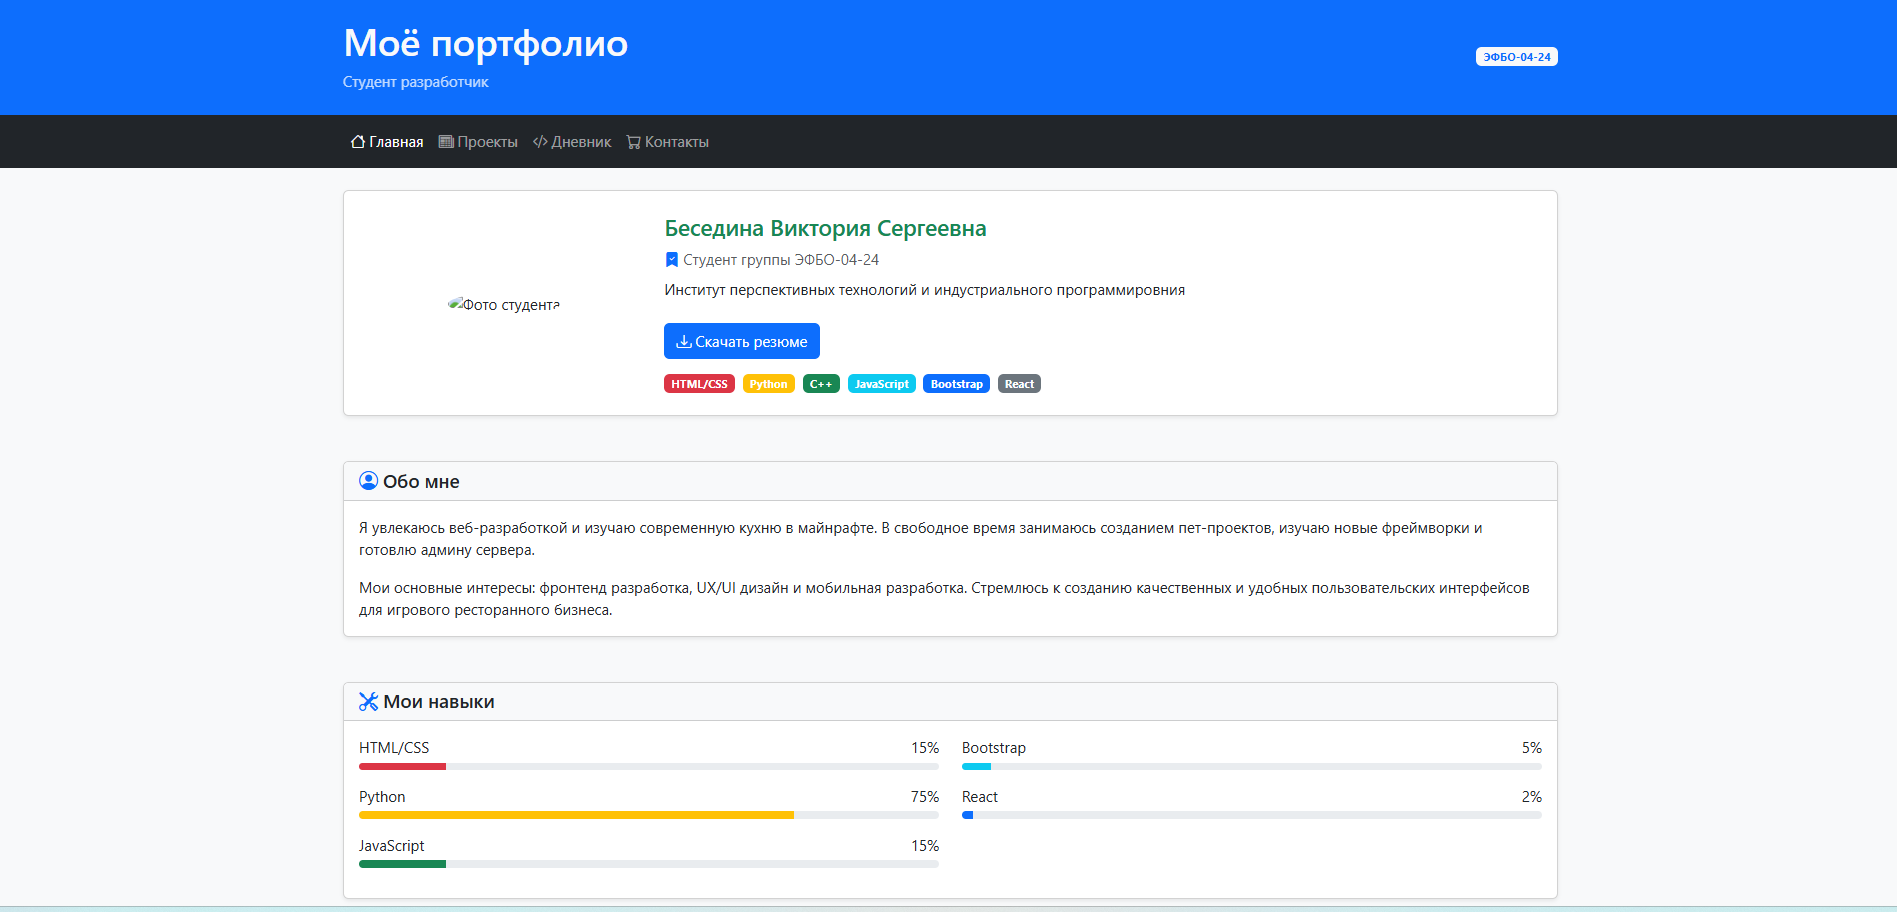 Моё портфолио
Студент разработчик
ЭФБО-04-24
Главная Проекты Дневник Контакты
Беседина Виктория Сергеевна
Студент группы ЭФБО-04-24
Институт перспективных технологий и индустриального программировния
Фото студента
Скачать резюме
HTML/CSS Python C++ JavaScript Bootstrap React
Обо мне
Я увлекаюсь веб-разработкой и изучаю современную кухню в майнрафте. В свободное время занимаюсь созданием пет-проектов, изучаю новые фреймворки и
готовлю админу сервера.
Мои основные интересы: фронтенд разработка, UX/UI дизайн и мобильная разработка. Стремлюсь к созданию качественных и удобных пользовательских интерфейсов
для игрового ресторанного бизнеса.
Мои навыки
HTML/CSS 15%
Python 75%
JavaScript 15%
Bootstrap 5%
React 2%